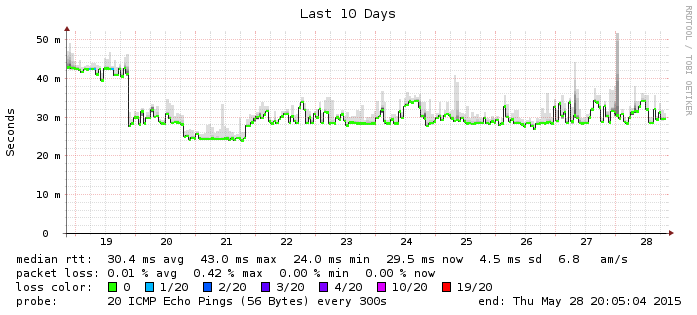 Last 10 Days
RRDTOOL / TOBI OETIKER
Seconds
50 m
40 m
30 m
20 m
10 m
0
19 20 21 22 23 24 25 26 27 28
median rtt: 30.4 ms avg 43.0 ms max 24.0 ms min 29.5 ms now 4.5 ms sd 6.8 am/s
packet loss: 0.01 % avg 0.42 % max 0.00 % min 0.00 % now
loss color: 0 1/20 2/20 3/20 4/20 10/20 19/20
probe: 20 ICMP Echo Pings (56 Bytes) every 300s end: Thu May 28 20:05:04 2015